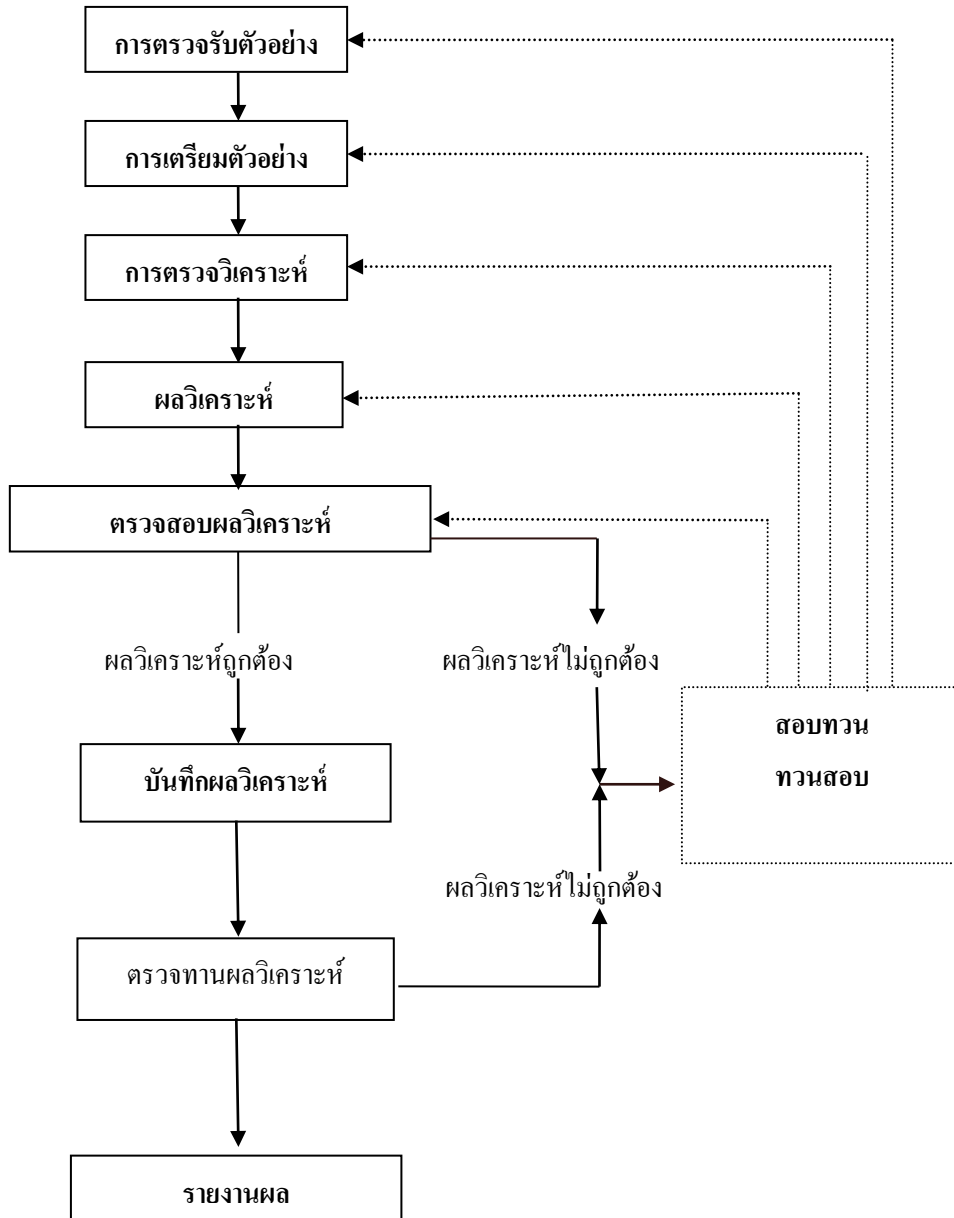 การตรวจรับตัวอย่าง
การเตรียมตัวอย่าง
การตรวจวิเคราะห์
ผลวิเคราะห์
ตรวจสอบผลวิเคราะห์
ผลวิเคราะห์ถูกต้อง
ผลวิเคราะห์ไม่ถูกต้อง
สอบทวน
ทวนสอบ
บันทึกผลวิเคราะห์
ผลวิเคราะห์ไม่ถูกต้อง
ตรวจทานผลวิเคราะห์
รายงานผล